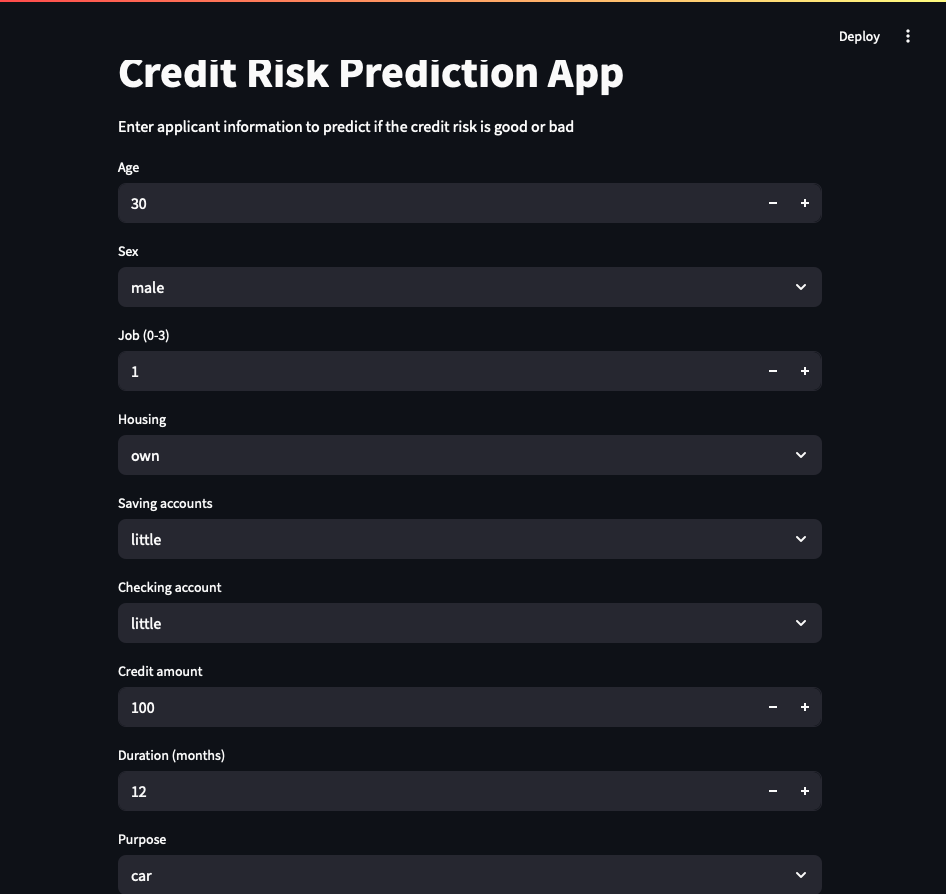 Deploy
Credit Risk Prediction App
Enter applicant information to predict if the credit risk is good or bad
Age
30
Sex
male
Job (0-3)
1
Housing
own
Saving accounts
little
Checking account
little
Credit amount
100
Duration (months)
12
Purpose
car